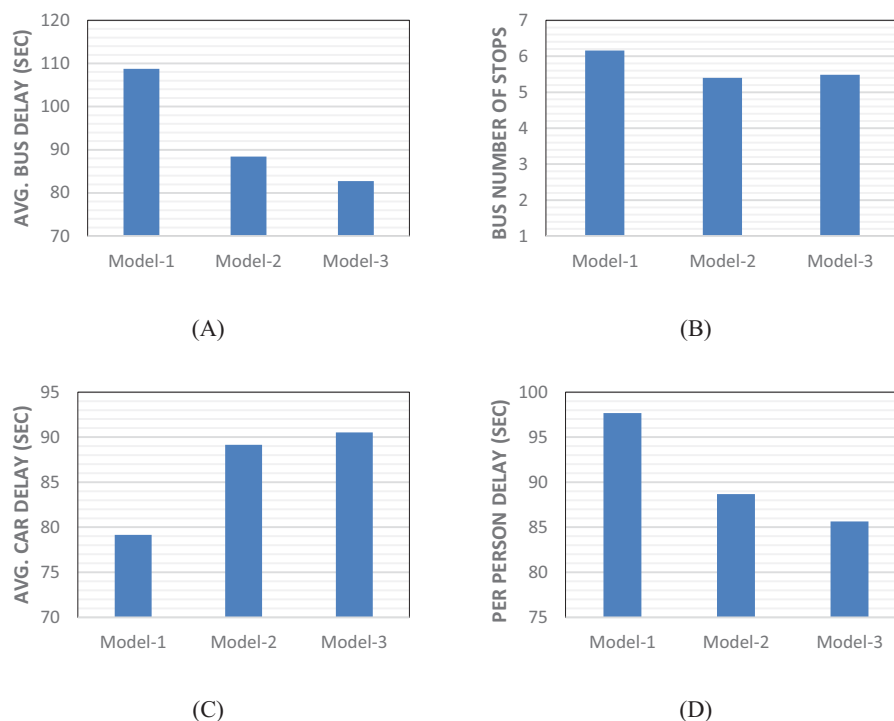 AVG. BUS DELAY (SEC)
120
110
100
90
80
70
Model-1 Model-2 Model-3
(A)
BUS NUMBER OF STOPS
7
6
5
4
3
2
1
Model-1 Model-2 Model-3
(B)
AVG. CAR DELAY (SEC)
95
90
85
80
75
70
Model-1 Model-2 Model-3
(C)
PER PERSON DELAY (SEC)
100
95
90
85
80
75
Model-1 Model-2 Model-3
(D)